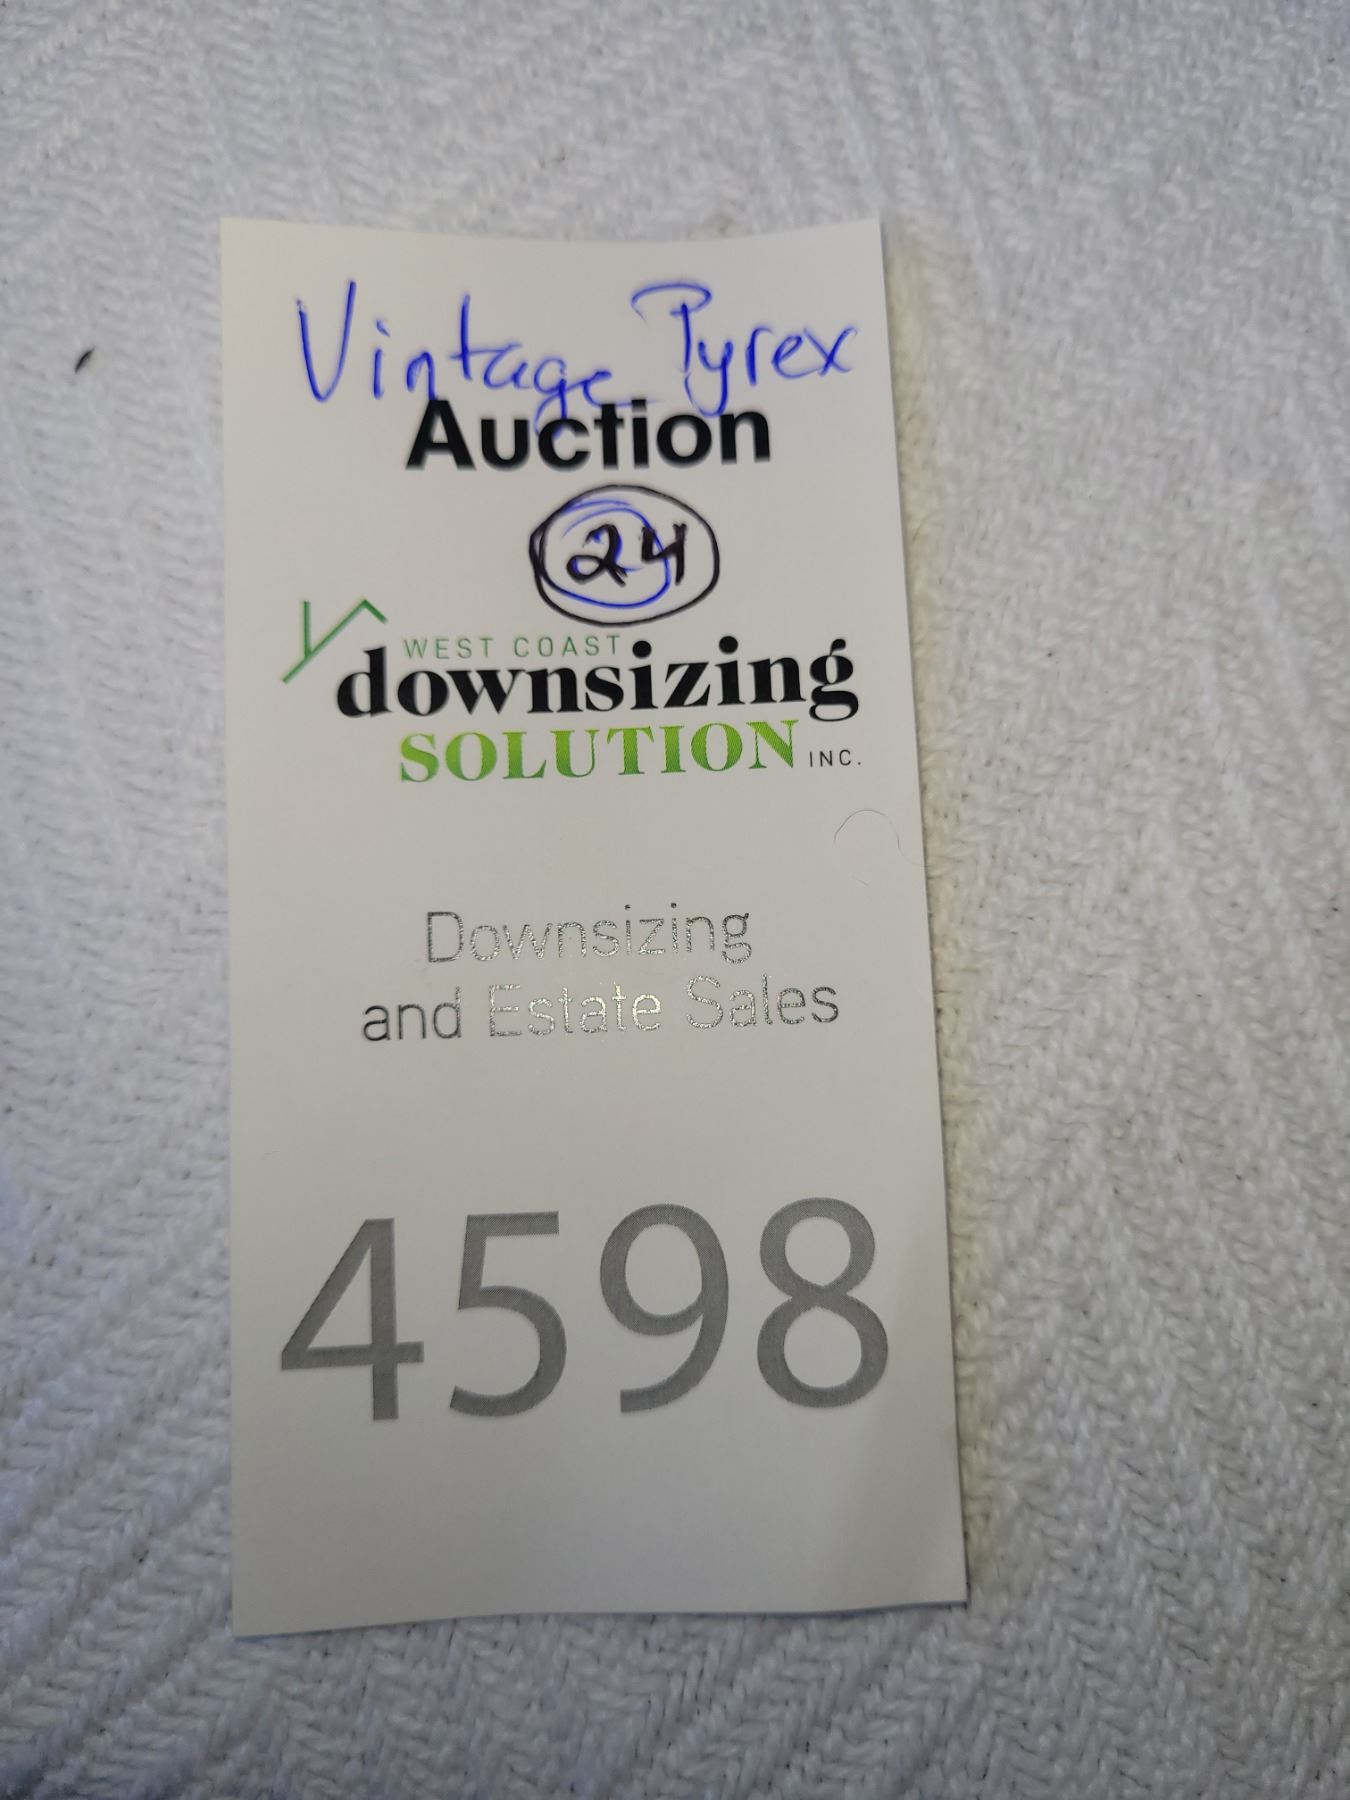 Vintage Pyrex
Auction
24
WEST COAST
downsizing
SOLUTION INC.
Downsizing
and Estate Sales
4598